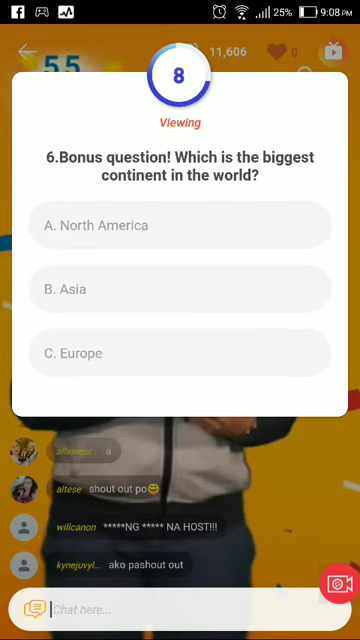 25% 9:08 PM
55
11,606 0
8
Viewing
6.Bonus question! Which is the biggest
continent in the world?
A. North America
B. Asia
C. Europe
allainepi... a
altese shout out po
willcanon *****NG ***** NA HOST!!!
kynejuvyl... ako pashout out
Chat here...